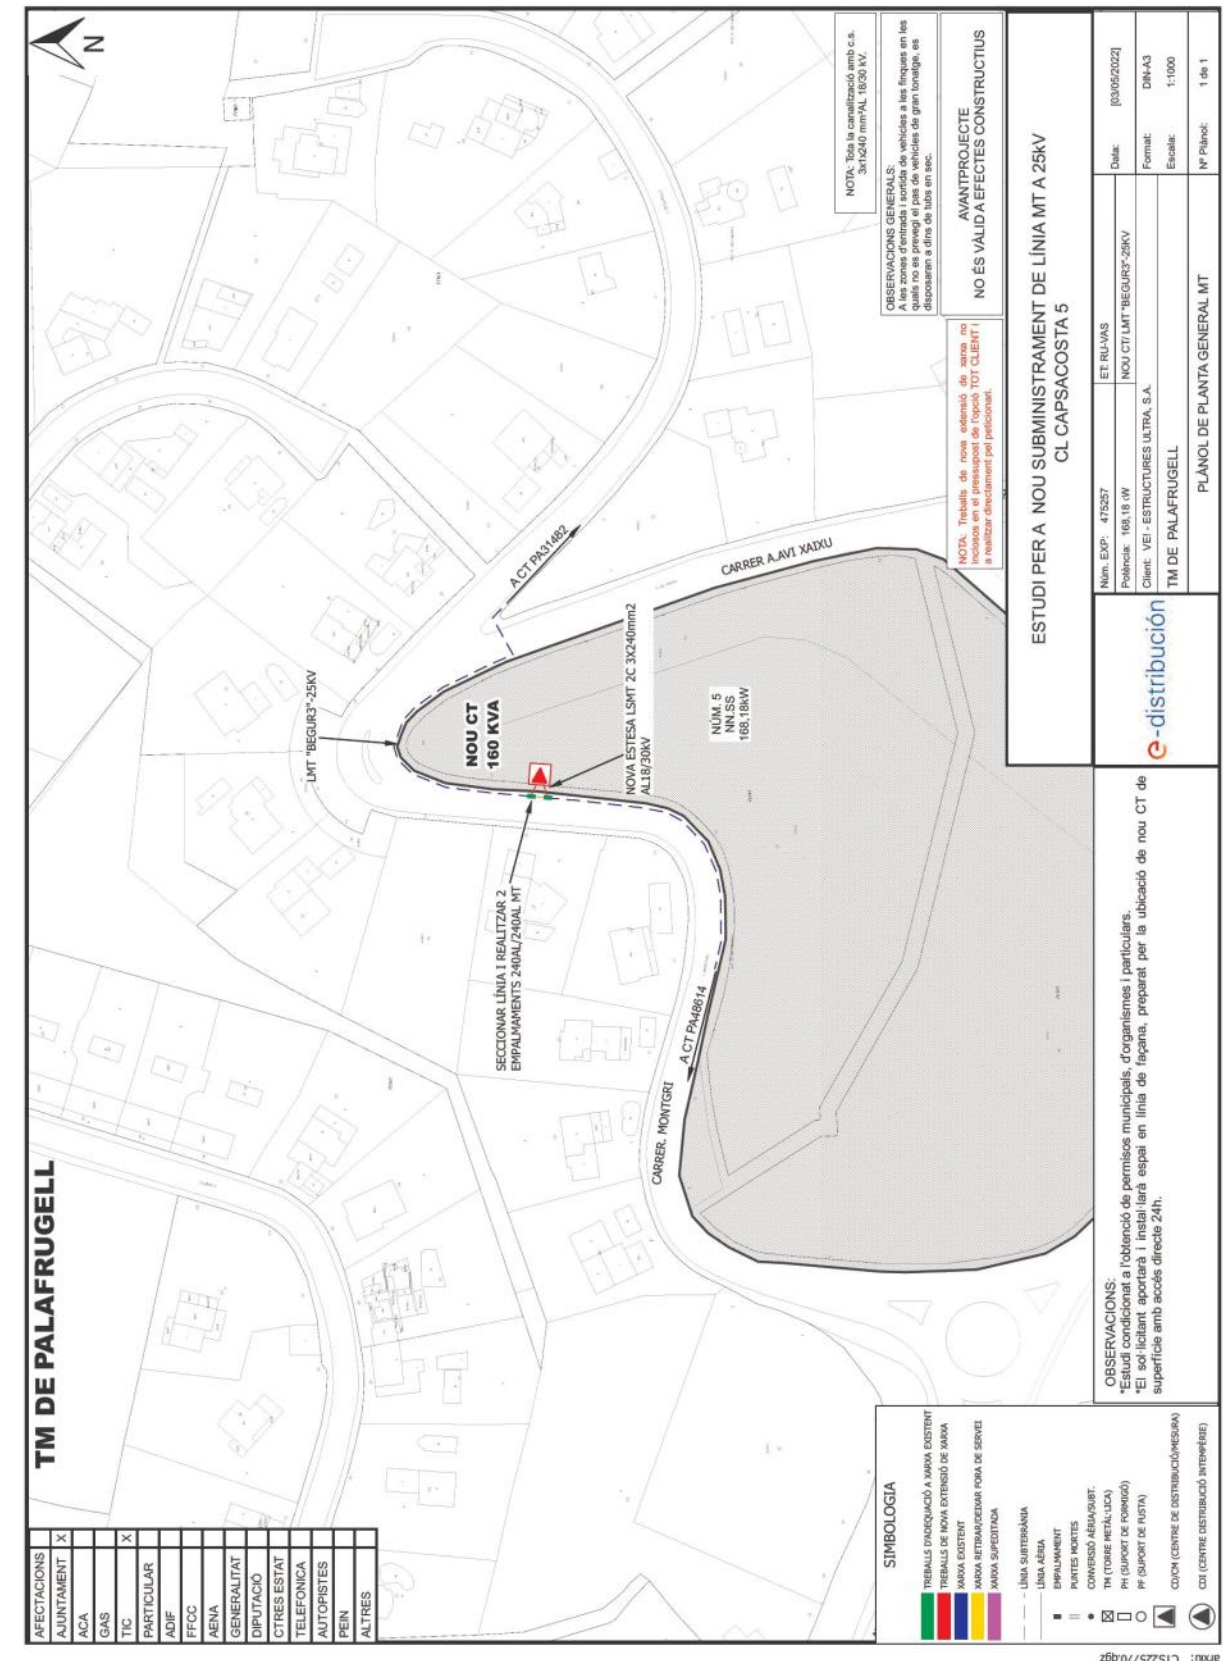 TM DE PALAFRUGELL
N
AFECTACIONS
AJUNTAMENT X
ACA
GAS
TIC X
PARTICULAR
ADIF
FFCC
AENA
GENERALITAT
DIPUTACIÓ
CTRES ESTAT
TELEFONICA
AUTOPISTES
PEIN
ALTRES
LMT "BEGUR3"-25KV
A CT PA31482
CARRER A.AVI XAIXU
NOU CT
160 KVA
SECCIONAR LÍNIA I REALITZAR 2
EMPALMAMENTS 240AL/240AL MT
NOVA ESTESA LSMT 2C 3X240mm2
AL18/30kV
NÚM. 5
NN.SS
168,18kW
A CT PA48614
CARRER. MONTGRI
NOTA: Tota la canalització amb c.s.
3x1x240 mm²AL 18/30 kV.
OBSERVACIONS GENERALS:
A les zones d'entrada i sortida de vehicles a les finques en les
quals no es prevegi el pas de vehicles de gran tonatge, es
disposaran a dins de tubs en sec.
AVANTPROJECTE
NO ÉS VÀLID A EFECTES CONSTRUCTIUS
NOTA: Treballs de nova extensió de xarxa no
inclosos en el pressupost de l'opció TOT CLIENT i
a realitzar directament pel peticionari.
ESTUDI PER A NOU SUBMINISTRAMENT DE LÍNIA MT A 25kV
CL CAPSACOSTA 5
Núm. EXP: 475257
ET: RU-VAS
Data: [03/05/2022]
Potència: 168,18 kW
NOU CT/ LMT "BEGUR3"-25KV
Client: VEI - ESTRUCTURES ULTRA, S.A.
Format: DIN-A3
TM DE PALAFRUGELL
Escala: 1:1000
PLÀNOL DE PLANTA GENERAL MT
Nº Plànol: 1 de 1
e-distribución
OBSERVACIONS:
*Estudi condicionat a l'obtenció de permisos municipals, d'organismes i particulars.
*El sol·licitant aportarà i instal·larà espai en línia de façana, preparat per la ubicació de nou CT de
superfície amb accés directe 24h.
SIMBOLOGIA
TREBALLS D'ADEQUACIÓ A XARXA EXISTENT
TREBALLS DE NOVA EXTENSIÓ DE XARXA
XARXA EXISTENT
XARXA RETIRAR/DEIXAR FORA DE SERVEI
XARXA SUPEDITADA
LÍNIA SUBTERRÀNIA
LÍNIA AÈRIA
EMPALMAMENT
PUNTES MORTES
CONVERSIÓ AÈRIA/SUBT.
TM (TORRE METÀL·LICA)
PH (SUPORT DE FORMIGÓ)
PF (SUPORT DE FUSTA)
CD/CM (CENTRE DE DISTRIBUCIÓ/MESURA)
CDI (CENTRE DISTRIBUCIÓ INTEMPÈRIE)